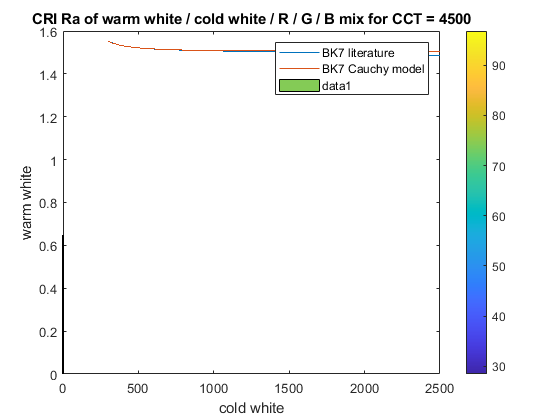 CRI Ra of warm white / cold white / R / G / B mix for CCT = 4500
1.6
1.4
1.2
1
0.8
0.6
0.4
0.2
0
warm white
BK7 literature
BK7 Cauchy model
data1
0 500 1000 1500 2000 2500
cold white
90
80
70
60
50
40
30